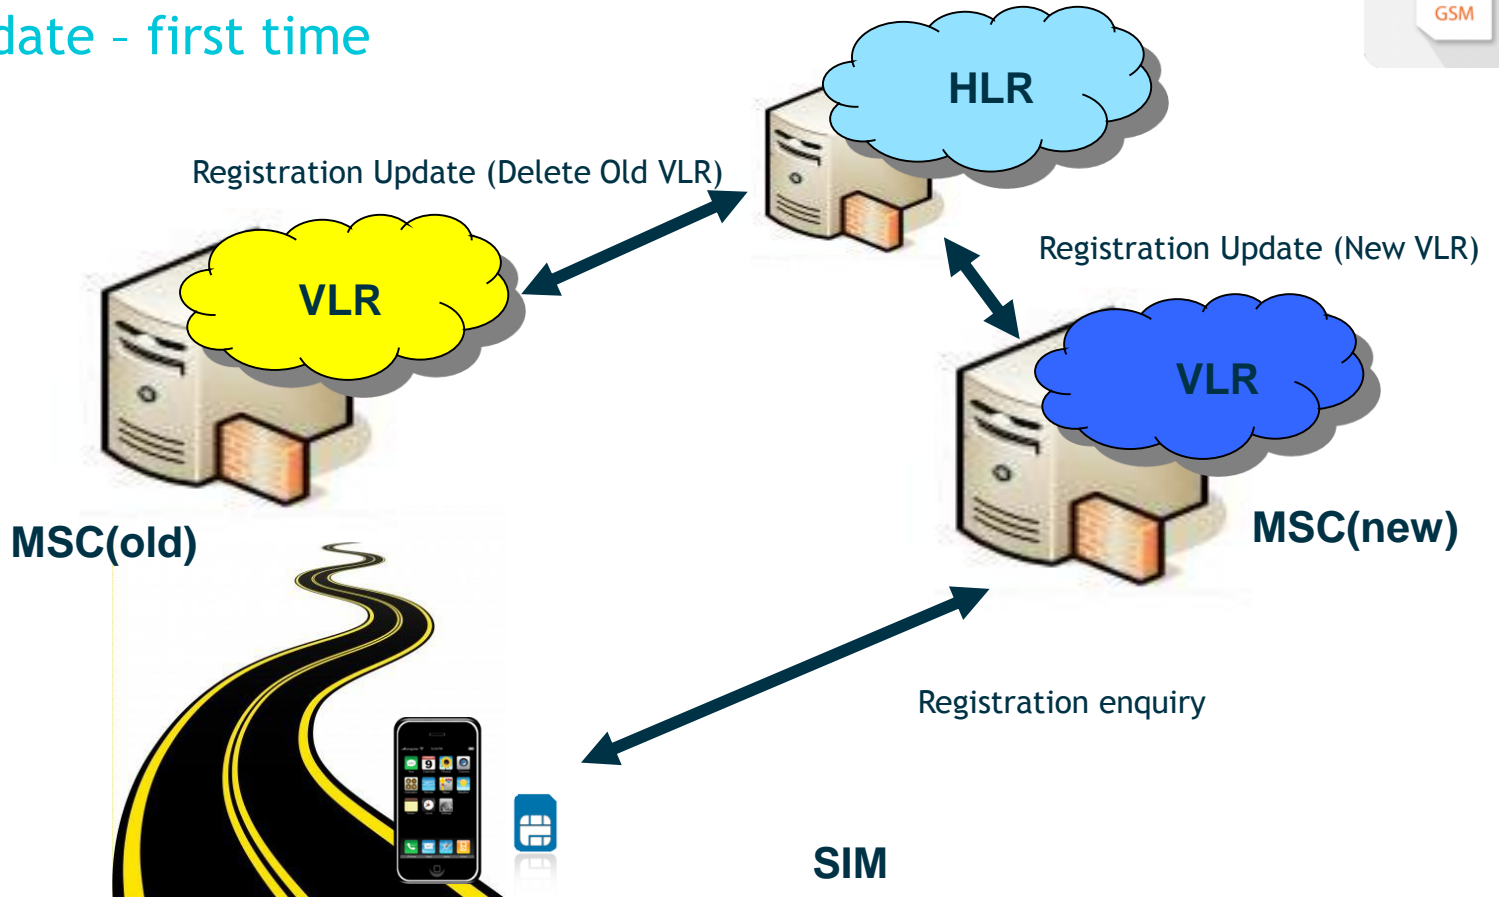 date – first time
GSM
HLR
Registration Update (Delete Old VLR)
Registration Update (New VLR)
VLR
VLR
MSC(old)
MSC(new)
Registration enquiry
9
SIM